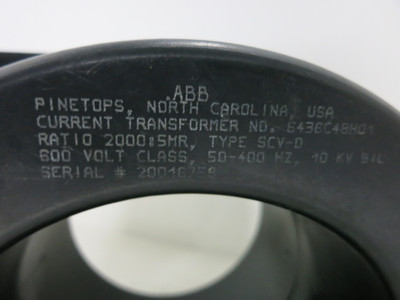 ABB
PINETOPS, NORTH CAROLINA, USA
CURRENT TRANSFORMER NO. 6436C48H01
RATIO 2000:5MR, TYPE SCV-D
600 VOLT CLASS, 50-400 HZ, 10 KV BIL
SERIAL #